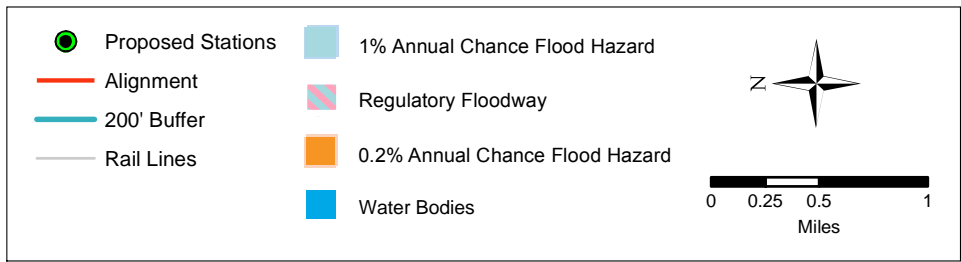 Proposed Stations
Alignment
200' Buffer
Rail Lines
1% Annual Chance Flood Hazard
Regulatory Floodway
0.2% Annual Chance Flood Hazard
Water Bodies
N
0 0.25 0.5 1
Miles